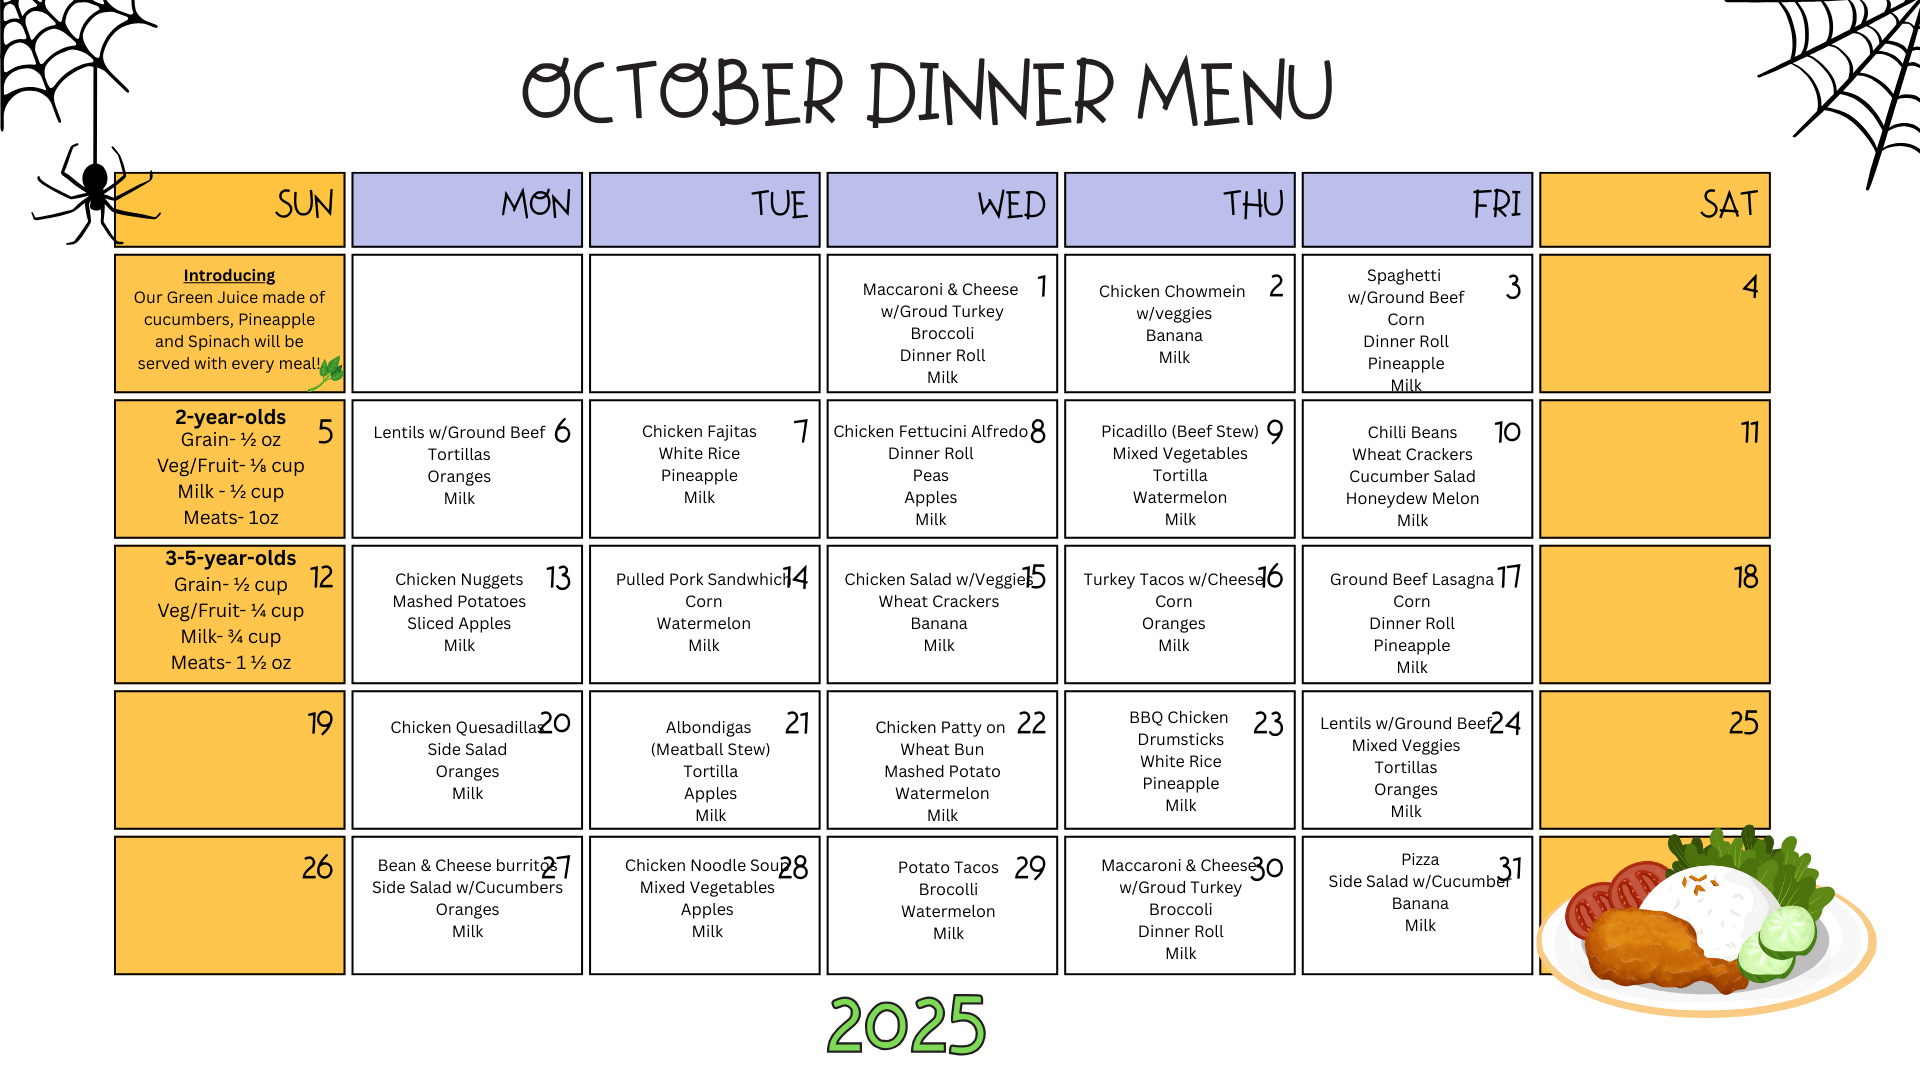 OCTOBER DINNER MENU
SUN
MON
TUE
WED
THU
FRI
SAT
Introducing
Our Green Juice made of
cucumbers, Pineapple
and Spinach will be
served with every meal!
1
Maccaroni & Cheese
w/Groud Turkey
Broccoli
Dinner Roll
Milk
2
Chicken Chowmein
w/veggies
Banana
Milk
3
Spaghetti
w/Ground Beef
Corn
Dinner Roll
Pineapple
Milk
4
2-year-olds
5
Grain- ½ oz
Veg/Fruit- ⅛ cup
Milk - ½ cup
Meats- 1oz
6
Lentils w/Ground Beef
Tortillas
Oranges
Milk
7
Chicken Fajitas
White Rice
Pineapple
Milk
8
Chicken Fettucini Alfredo
Dinner Roll
Peas
Apples
Milk
9
Picadillo (Beef Stew)
Mixed Vegetables
Tortilla
Watermelon
Milk
10
Chilli Beans
Wheat Crackers
Cucumber Salad
Honeydew Melon
Milk
11
3-5-year-olds
12
Grain- ½ cup
Veg/Fruit- ¼ cup
Milk- ¾ cup
Meats- 1 ½ oz
13
Chicken Nuggets
Mashed Potatoes
Sliced Apples
Milk
14
Pulled Pork Sandwhich
Corn
Watermelon
Milk
15
Chicken Salad w/Veggies
Wheat Crackers
Banana
Milk
16
Turkey Tacos w/Cheese
Corn
Oranges
Milk
17
Ground Beef Lasagna
Corn
Dinner Roll
Pineapple
Milk
18
19
20
Chicken Quesadillas
Side Salad
Oranges
Milk
21
Albondigas
(Meatball Stew)
Tortilla
Apples
Milk
22
Chicken Patty on
Wheat Bun
Mashed Potato
Watermelon
Milk
23
BBQ Chicken
Drumsticks
White Rice
Pineapple
Milk
24
Lentils w/Ground Beef
Mixed Veggies
Tortillas
Oranges
Milk
25
26
27
Bean & Cheese burritos
Side Salad w/Cucumbers
Oranges
Milk
28
Chicken Noodle Soup
Mixed Vegetables
Apples
Milk
29
Potato Tacos
Brocolli
Watermelon
Milk
30
Maccaroni & Cheese
w/Groud Turkey
Broccoli
Dinner Roll
Milk
31
Pizza
Side Salad w/Cucumber
Banana
Milk
2025